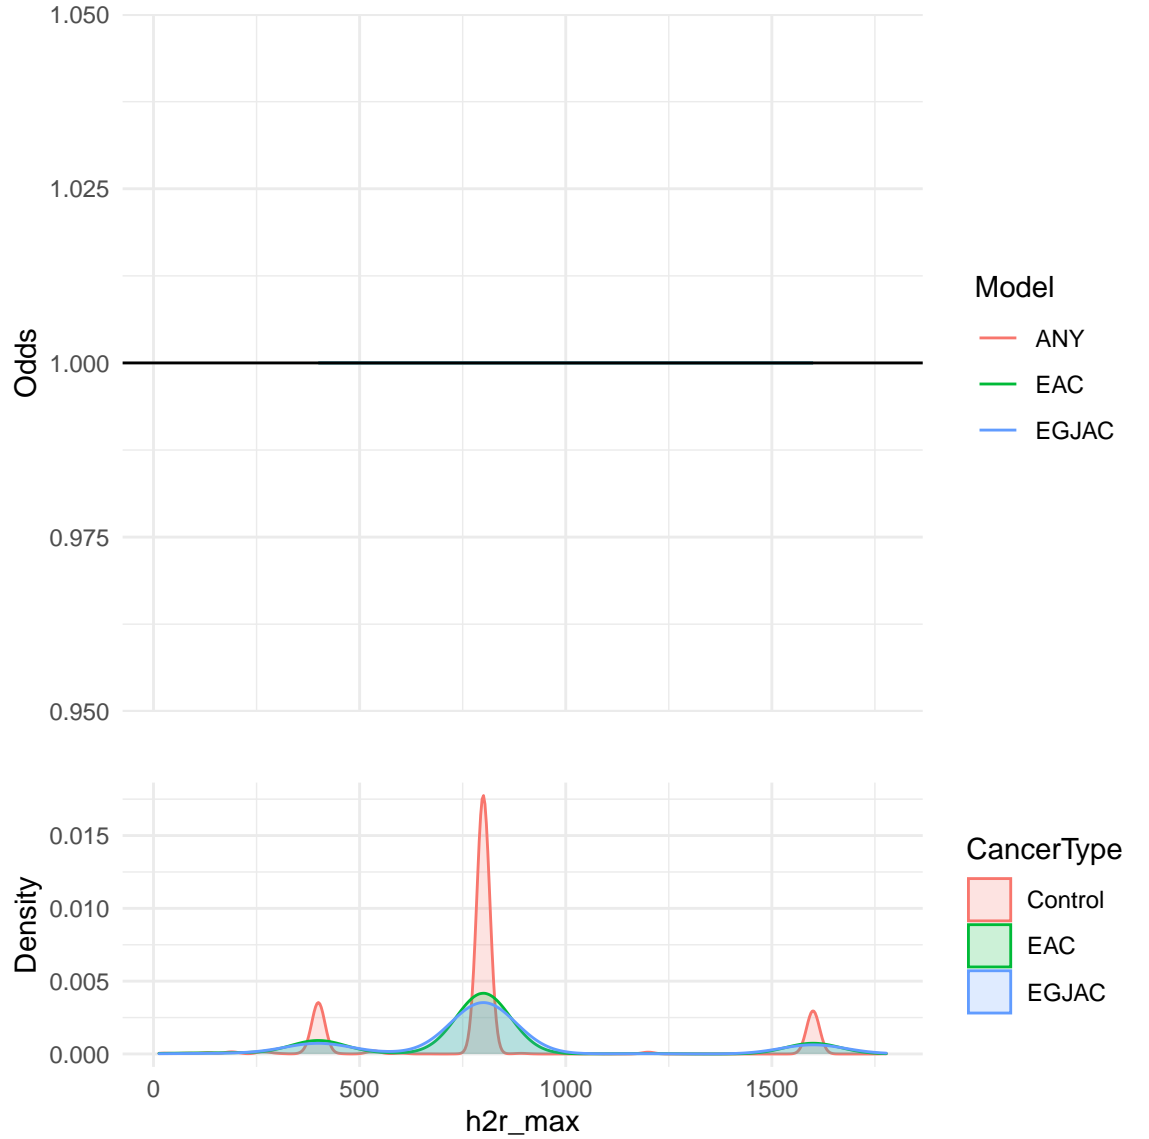 1.050
1.025
1.000
0.975
0.950
Odds
Model
ANY
EAC
EGJAC
0.015
0.010
0.005
0.000
Density
0
500
1000
1500
h2r_max
CancerType
Control
EAC
EGJAC